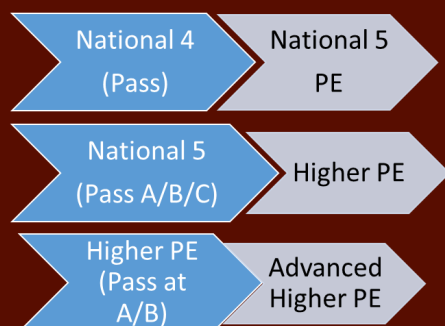 National 4
(Pass)
National 5
PE
National 5
(Pass A/B/C)
Higher PE
Higher PE
(Pass at
A/B)
Advanced
Higher PE